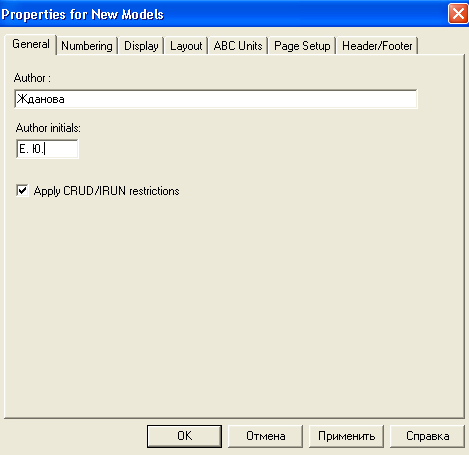 Properties for New Models
General Numbering Display Layout ABC Units Page Setup Header/Footer
Author :
Жданова
Author initials:
Е. Ю.
Apply CRUD/IRUN restrictions
OK Отмена Применить Справка